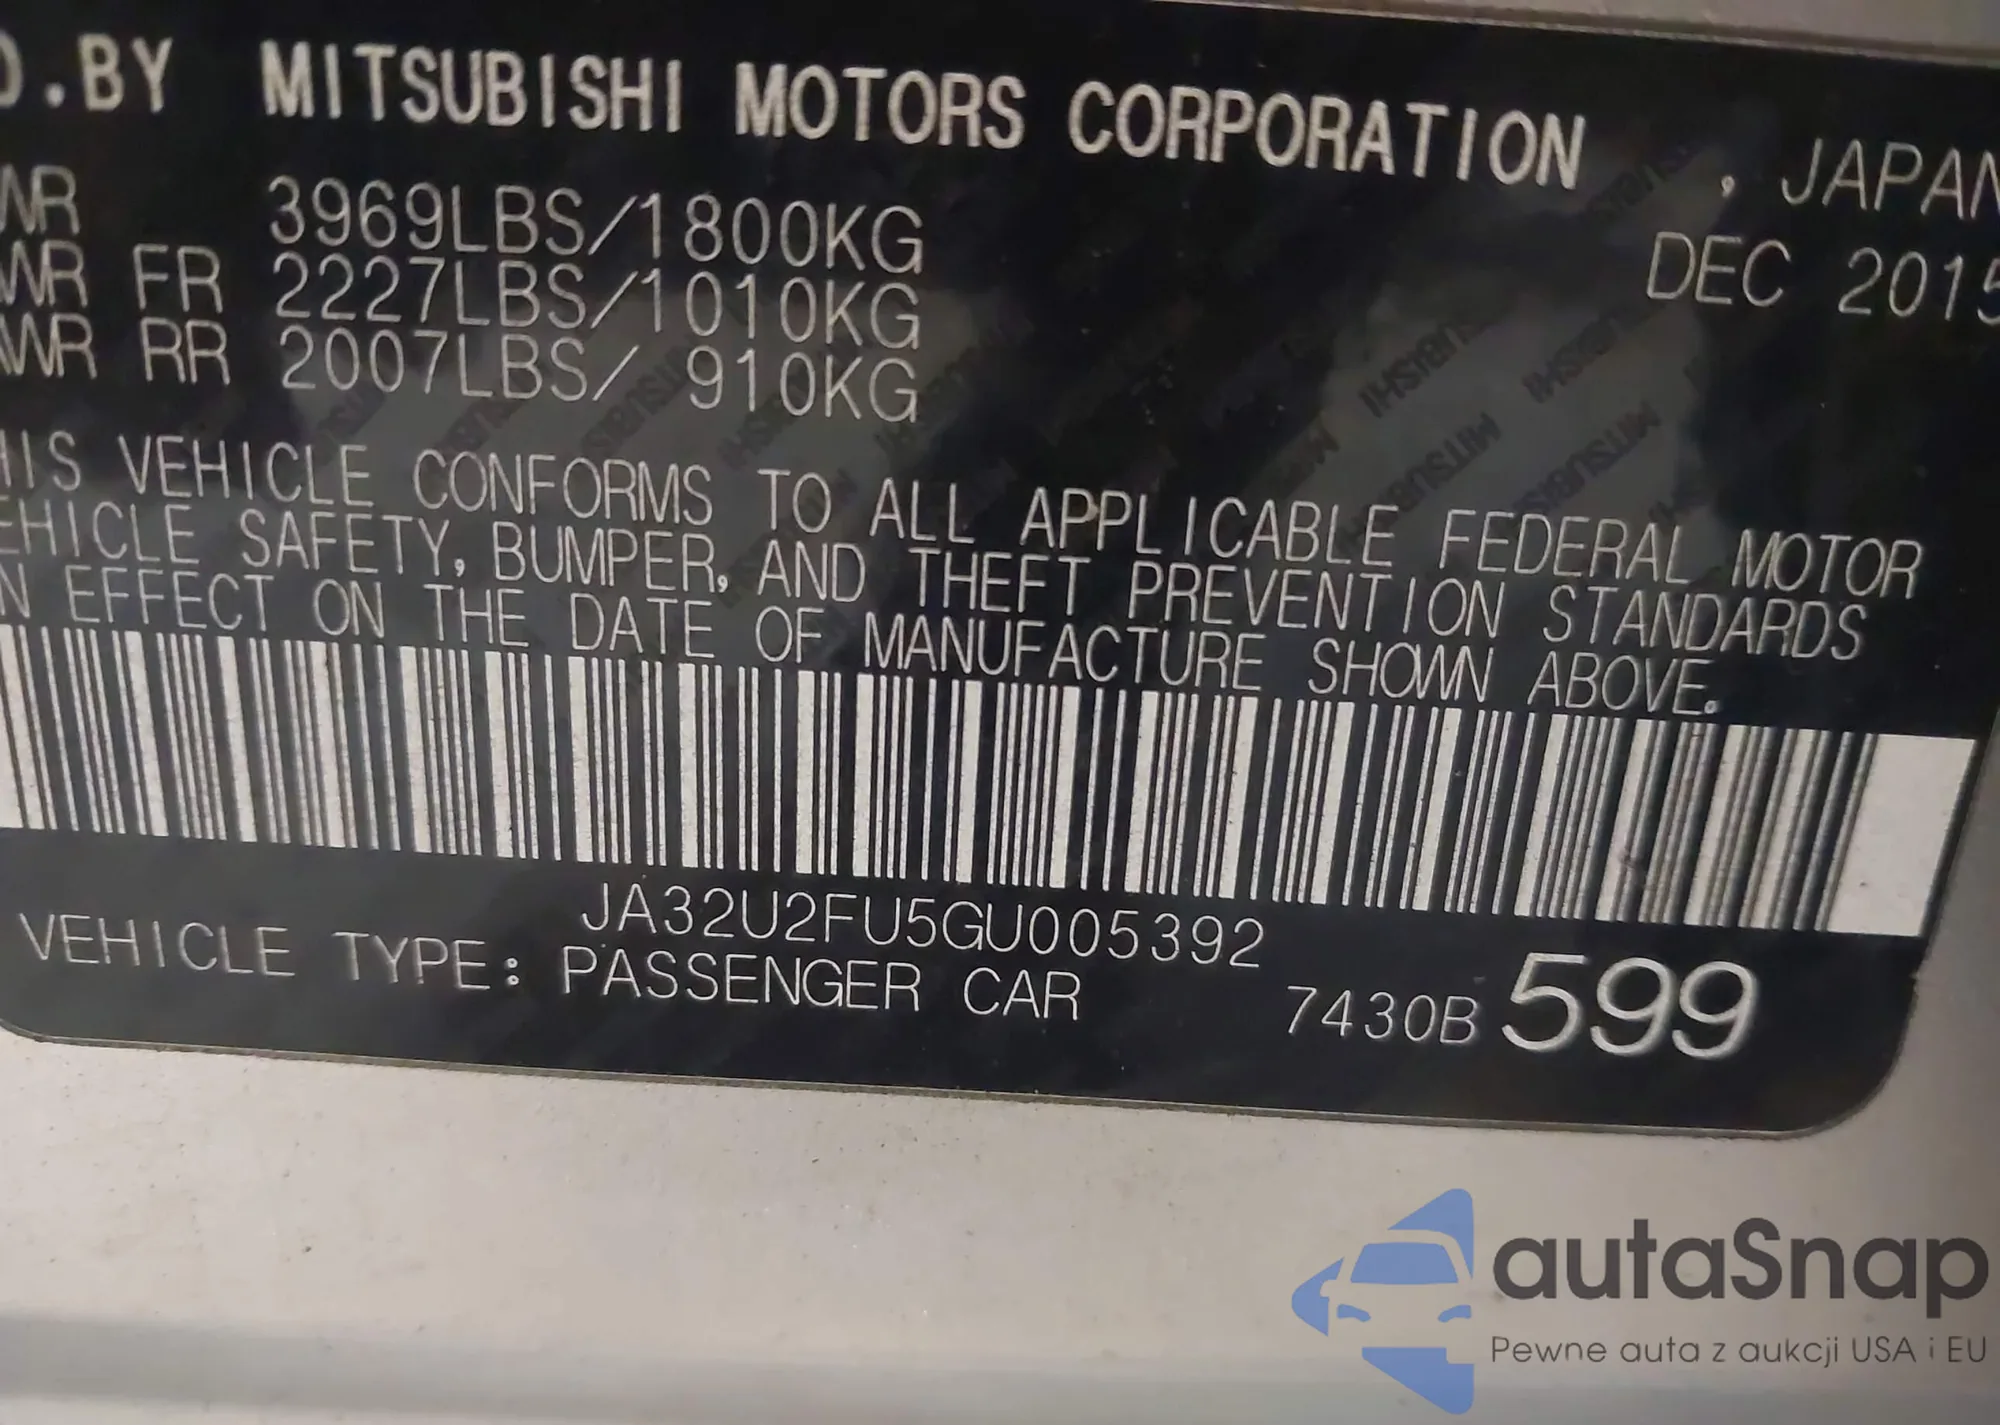 D.BY MITSUBISHI MOTORS CORPORATION, JAPAN
WR 3969LBS/1800KG DEC 2015
WR FR 2227LBS/1010KG
AWR RR 2007LBS/ 910KG
HIS VEHICLE CONFORMS TO ALL APPLICABLE FEDERAL MOTOR
EHICLE SAFETY, BUMPER, AND THEFT PREVENTION STANDARDS
N EFFECT ON THE DATE OF MANUFACTURE SHOWN ABOVE.
JA32U2FU5GU005392
VEHICLE TYPE: PASSENGER CAR
7430B 599
autaSnap
Pewne auta z aukcji USA i EU